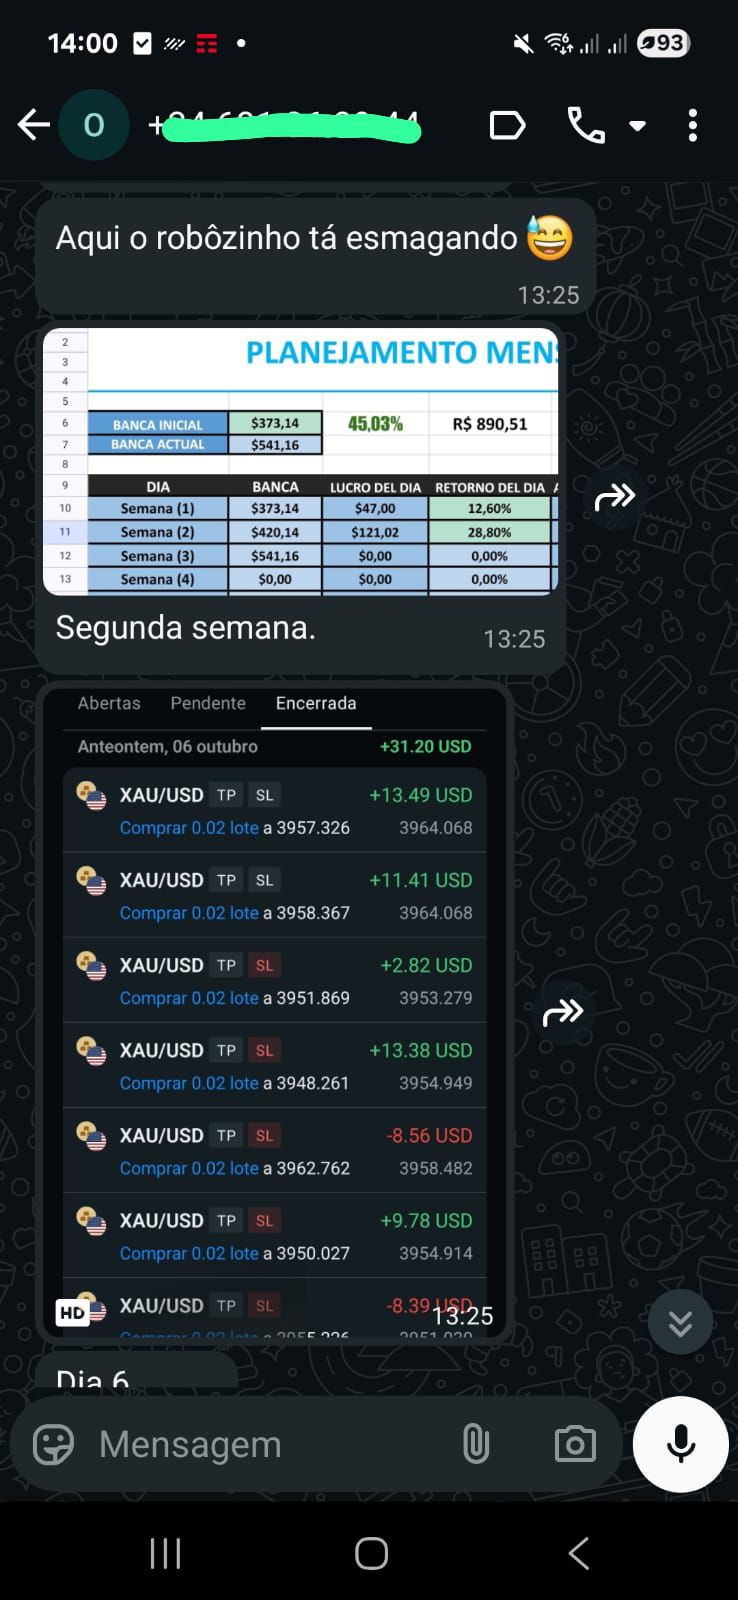 14:00
93
O
Aqui o robôzinho tá esmagando 😅
13:25
2
3
4
5
6
7
8
9
10
11
12
13
PLANEJAMENTO MENS
BANCA INICIAL $373,14 45,03% R$ 890,51
BANCA ACTUAL $541,16
DIA BANCA LUCRO DEL DIA RETORNO DEL DIA
Semana (1) $373,14 $47,00 12,60%
Semana (2) $420,14 $121,02 28,80%
Semana (3) $541,16 $0,00 0,00%
Semana (4) $0,00 $0,00 0,00%
Segunda semana.
13:25
Abertas Pendente Encerrada
Anteontem, 06 outubro +31.20 USD
XAU/USD TP SL +13.49 USD
Comprar 0.02 lote a 3957.326 3964.068
XAU/USD TP SL +11.41 USD
Comprar 0.02 lote a 3958.367 3964.068
XAU/USD TP SL +2.82 USD
Comprar 0.02 lote a 3951.869 3953.279
XAU/USD TP SL +13.38 USD
Comprar 0.02 lote a 3948.261 3954.949
XAU/USD TP SL -8.56 USD
Comprar 0.02 lote a 3962.762 3958.482
XAU/USD TP SL +9.78 USD
Comprar 0.02 lote a 3950.027 3954.914
HD XAU/USD TP SL -8.39 USD
13:25
Dia 6
Mensagem